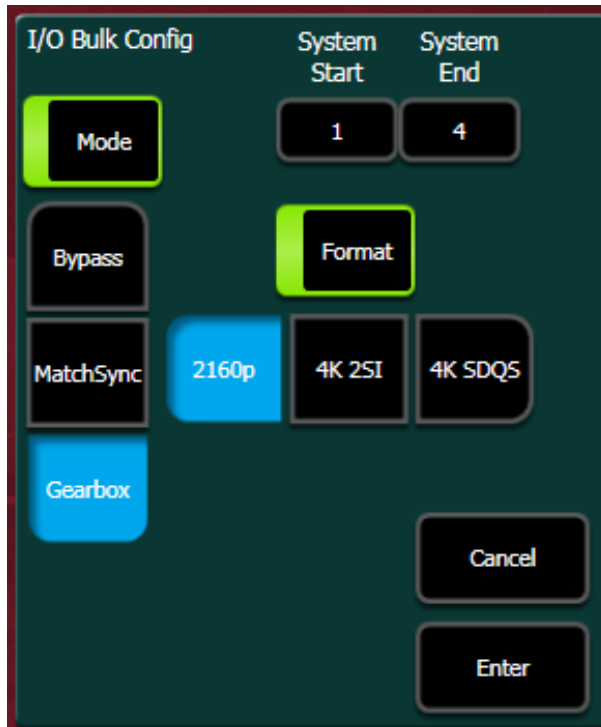 I/O Bulk Config
System Start
System End
Mode
1
4
Bypass
Format
MatchSync
2160p
4K 2SI
4K SDQS
Gearbox
Cancel
Enter